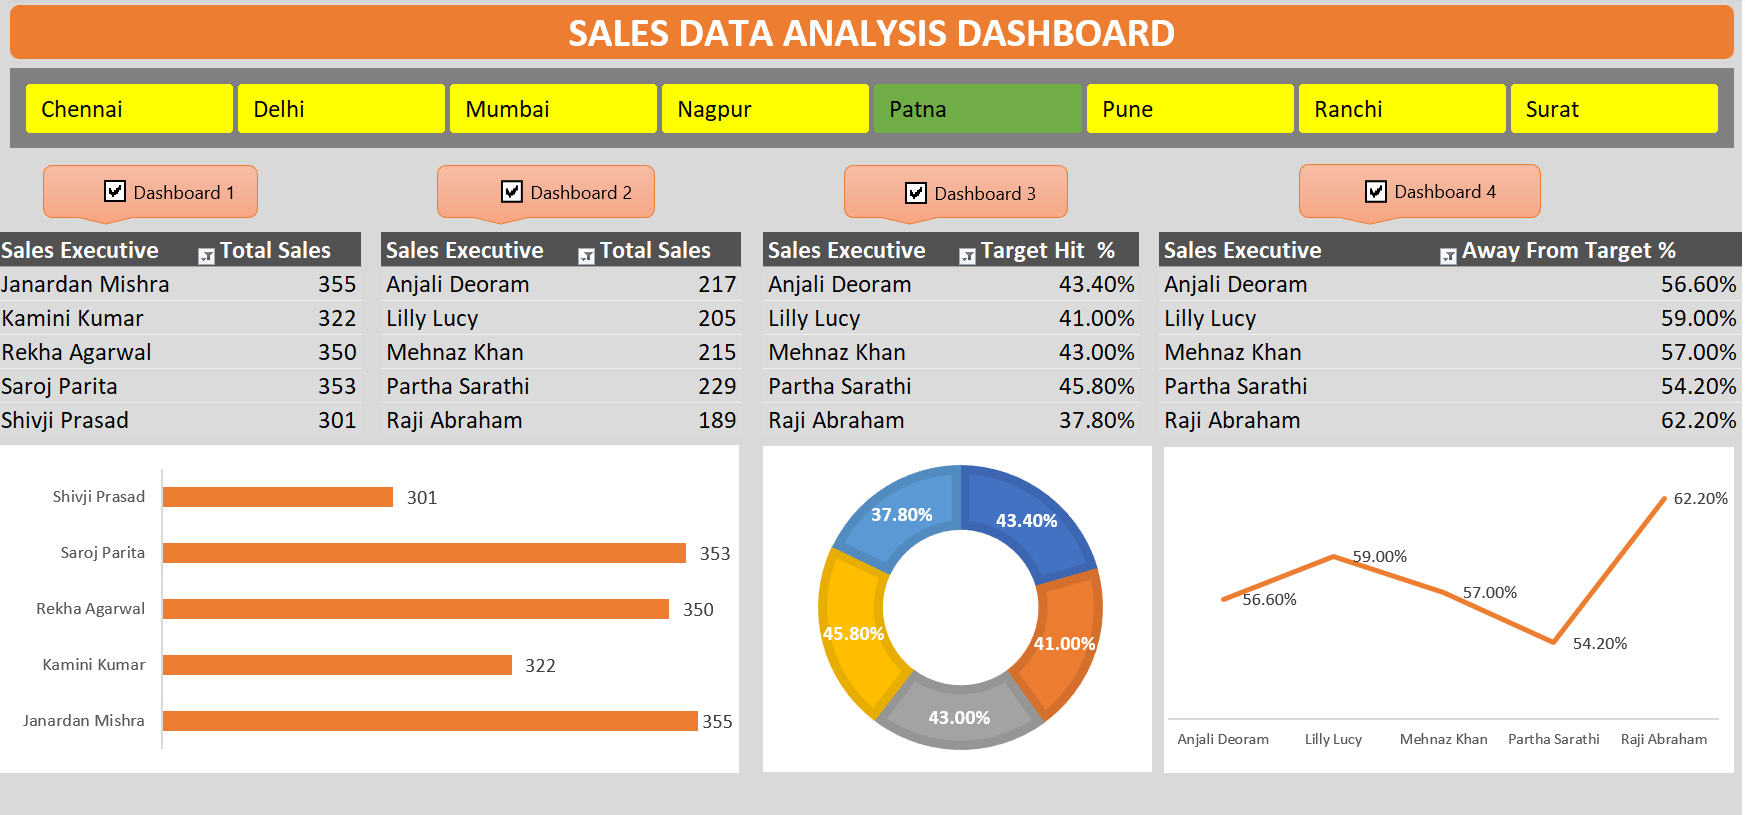 SALES DATA ANALYSIS DASHBOARD
Chennai Delhi Mumbai Nagpur Patna Pune Ranchi Surat
Dashboard 1 Dashboard 2 Dashboard 3 Dashboard 4
Sales Executive Total Sales
Janardan Mishra 355
Kamini Kumar 322
Rekha Agarwal 350
Saroj Parita 353
Shivji Prasad 301
Sales Executive Total Sales
Anjali Deoram 217
Lilly Lucy 205
Mehnaz Khan 215
Partha Sarathi 229
Raji Abraham 189
Sales Executive Target Hit %
Anjali Deoram 43.40%
Lilly Lucy 41.00%
Mehnaz Khan 43.00%
Partha Sarathi 45.80%
Raji Abraham 37.80%
Sales Executive Away From Target %
Anjali Deoram 56.60%
Lilly Lucy 59.00%
Mehnaz Khan 57.00%
Partha Sarathi 54.20%
Raji Abraham 62.20%
Shivji Prasad 301
Saroj Parita 353
Rekha Agarwal 350
Kamini Kumar 322
Janardan Mishra 355
37.80% 43.40%
45.80% 41.00%
43.00%
62.20%
59.00%
57.00%
56.60%
54.20%
Anjali Deoram Lilly Lucy Mehnaz Khan Partha Sarathi Raji Abraham